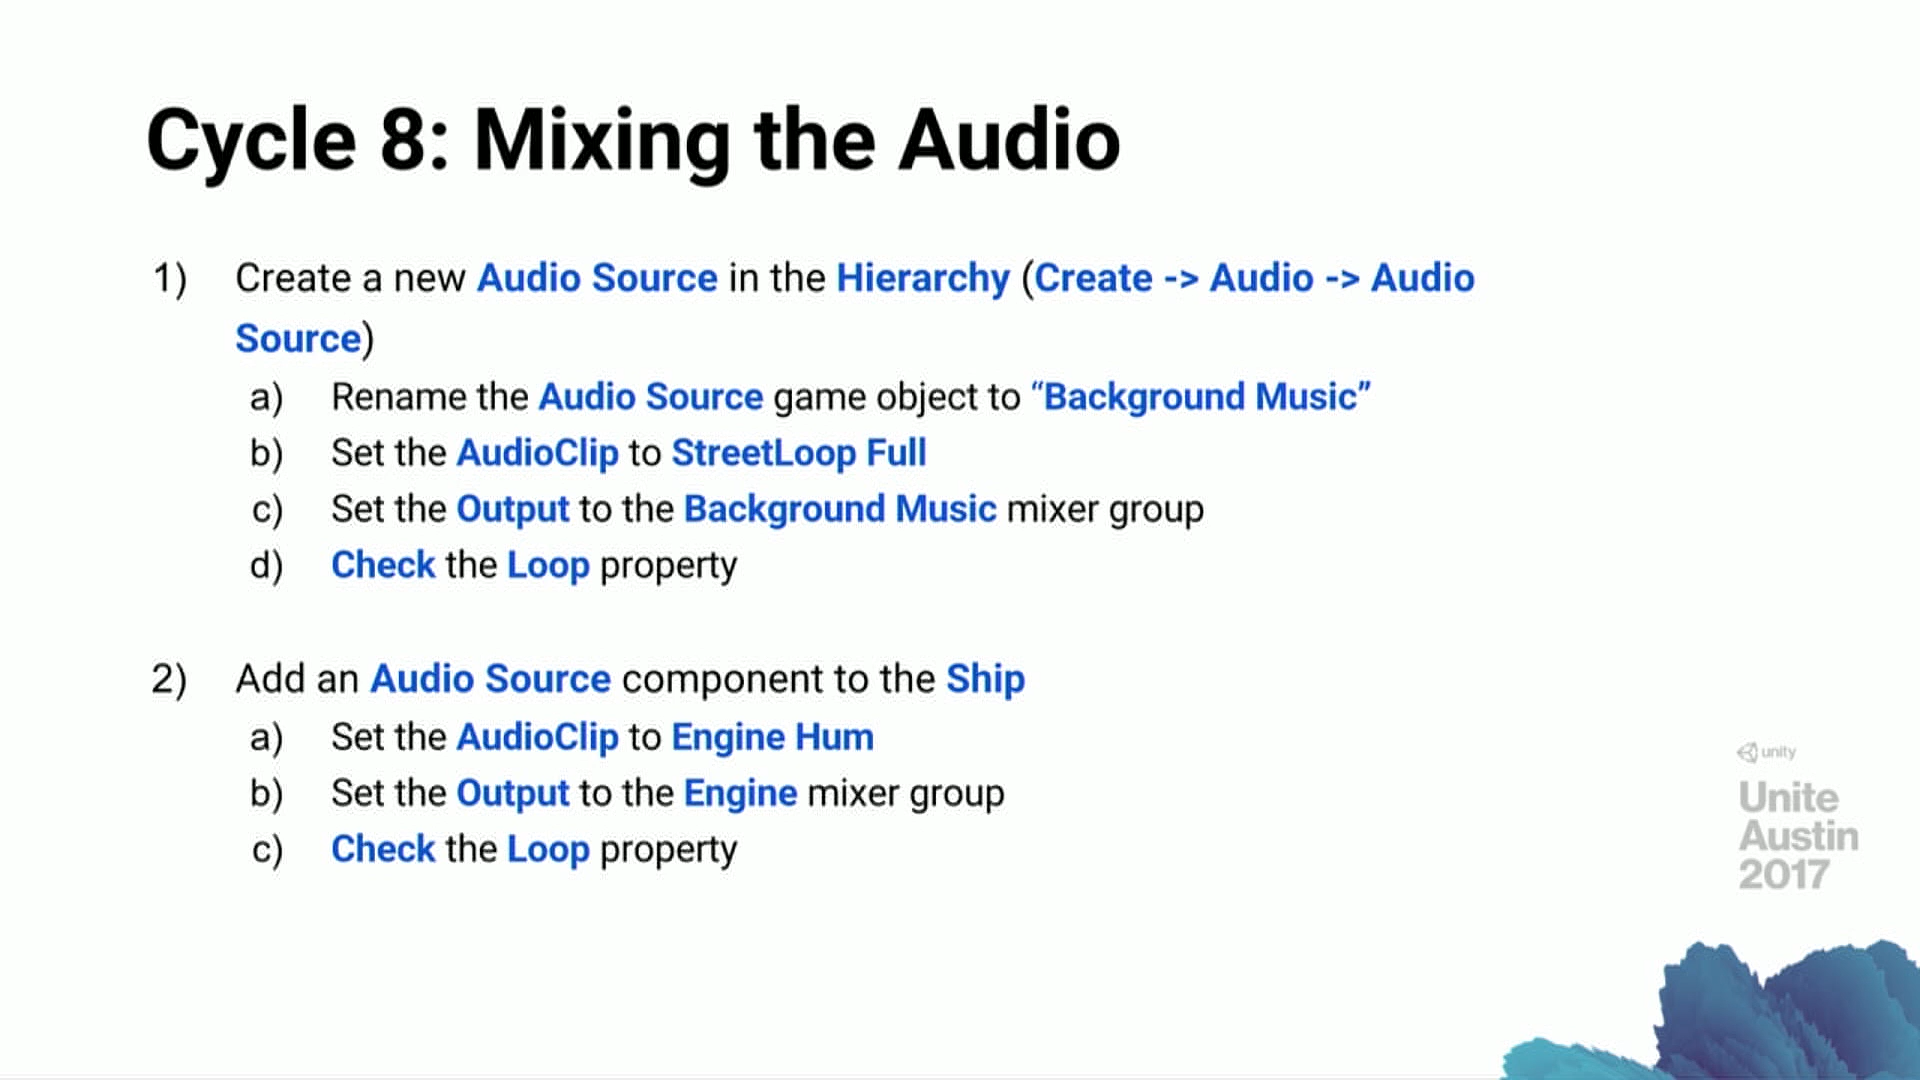 Cycle 8: Mixing the Audio
1) Create a new Audio Source in the Hierarchy (Create -> Audio -> Audio
Source)
a) Rename the Audio Source game object to “Background Music”
b) Set the AudioClip to StreetLoop Full
c) Set the Output to the Background Music mixer group
d) Check the Loop property
2) Add an Audio Source component to the Ship
a) Set the AudioClip to Engine Hum
b) Set the Output to the Engine mixer group
c) Check the Loop property
unity
Unite
Austin
2017